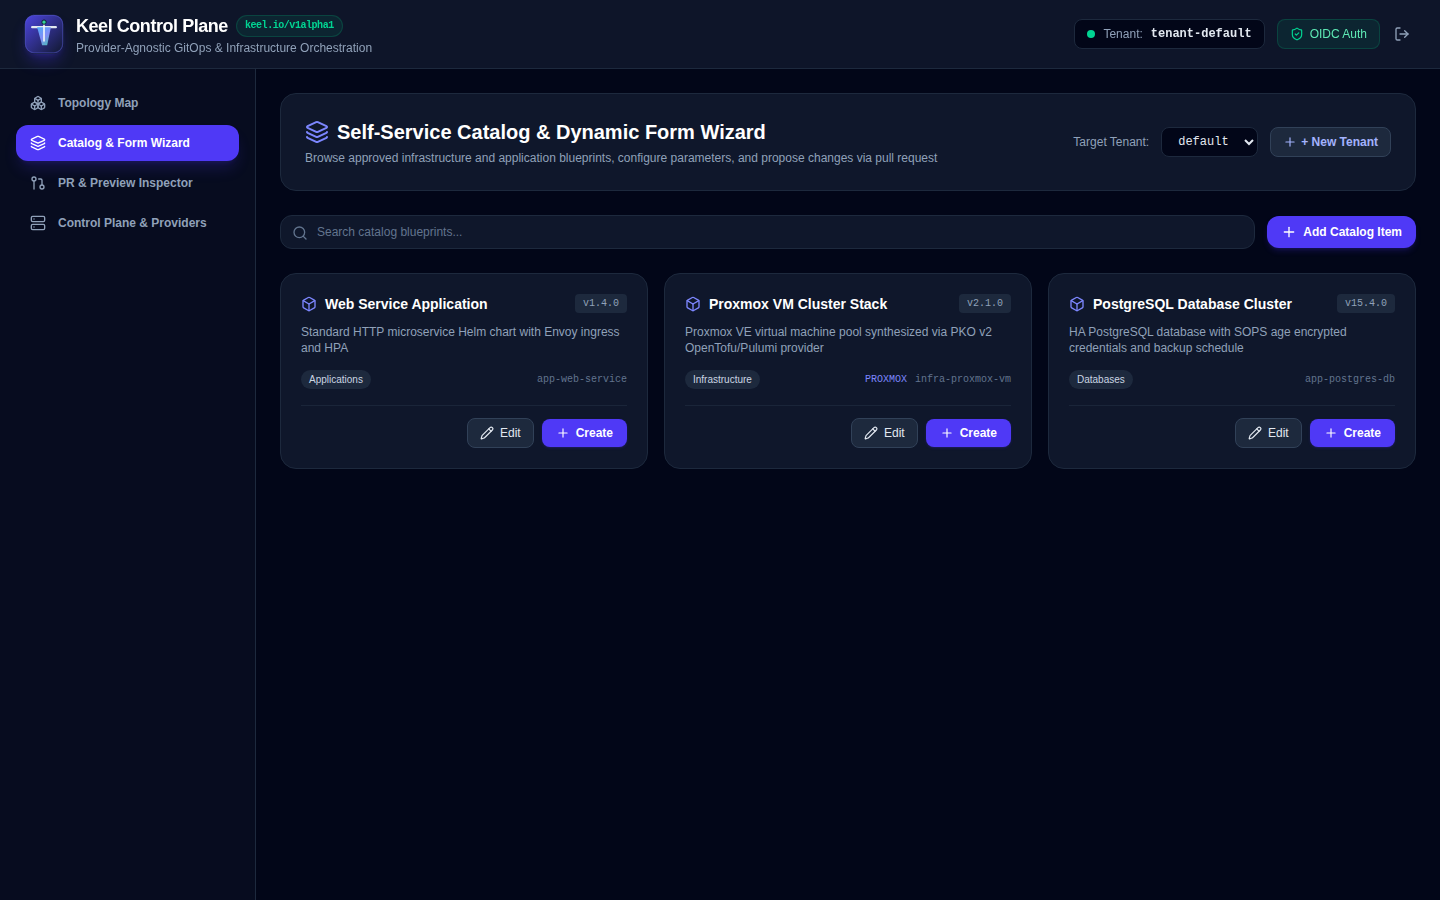 Keel Control Plane
keel.io/v1alpha1
Provider-Agnostic GitOps & Infrastructure Orchestration
Tenant: tenant-default
OIDC Auth
Topology Map
Catalog & Form Wizard
PR & Preview Inspector
Control Plane & Providers
Self-Service Catalog & Dynamic Form Wizard
Browse approved infrastructure and application blueprints, configure parameters, and propose changes via pull request
Target Tenant:
default
+ New Tenant
Search catalog blueprints...
Add Catalog Item
Web Service Application
v1.4.0
Standard HTTP microservice Helm chart with Envoy ingress
and HPA
Applications
app-web-service
Edit
Create
Proxmox VM Cluster Stack
v2.1.0
Proxmox VE virtual machine pool synthesized via PKO v2
OpenTofu/Pulumi provider
Infrastructure
PROXMOX infra-proxmox-vm
Edit
Create
PostgreSQL Database Cluster
v15.4.0
HA PostgreSQL database with SOPS age encrypted
credentials and backup schedule
Databases
app-postgres-db
Edit
Create